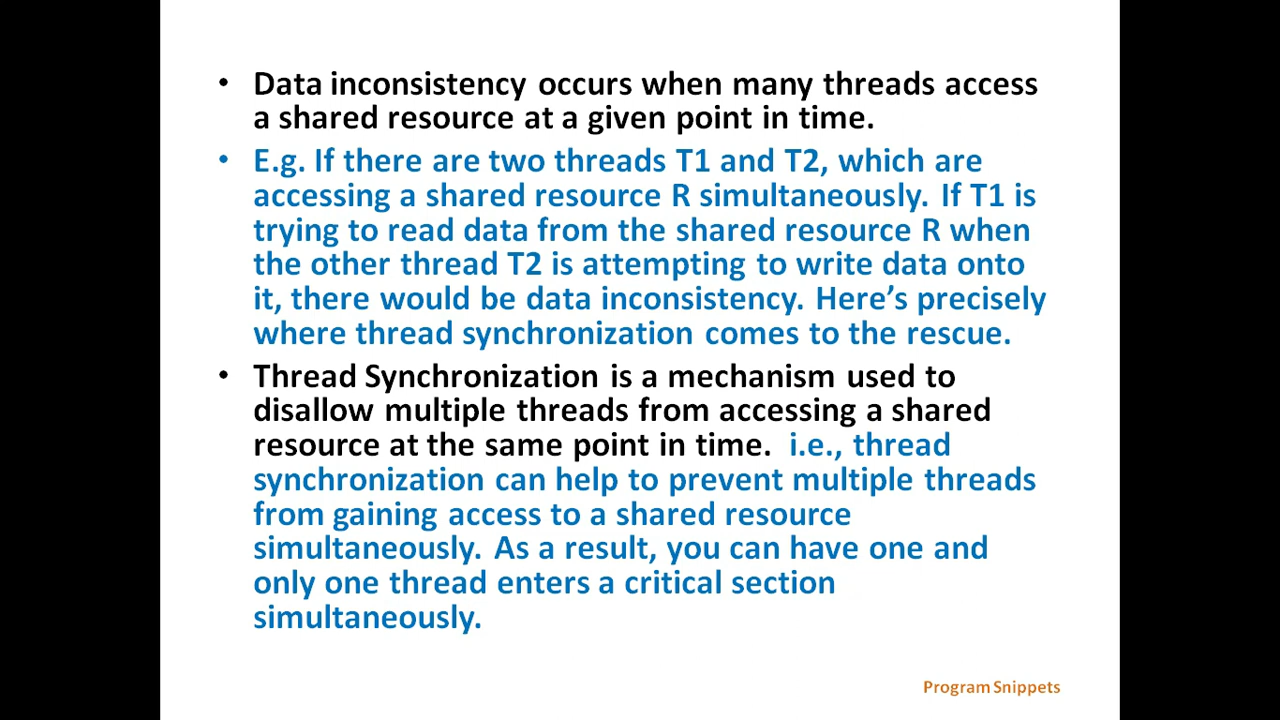 • Data inconsistency occurs when many threads access
a shared resource at a given point in time.
• E.g. If there are two threads T1 and T2, which are
accessing a shared resource R simultaneously. If T1 is
trying to read data from the shared resource R when
the other thread T2 is attempting to write data onto
it, there would be data inconsistency. Here’s precisely
where thread synchronization comes to the rescue.
• Thread Synchronization is a mechanism used to
disallow multiple threads from accessing a shared
resource at the same point in time. i.e., thread
synchronization can help to prevent multiple threads
from gaining access to a shared resource
simultaneously. As a result, you can have one and
only one thread enters a critical section
simultaneously.
Program Snippets